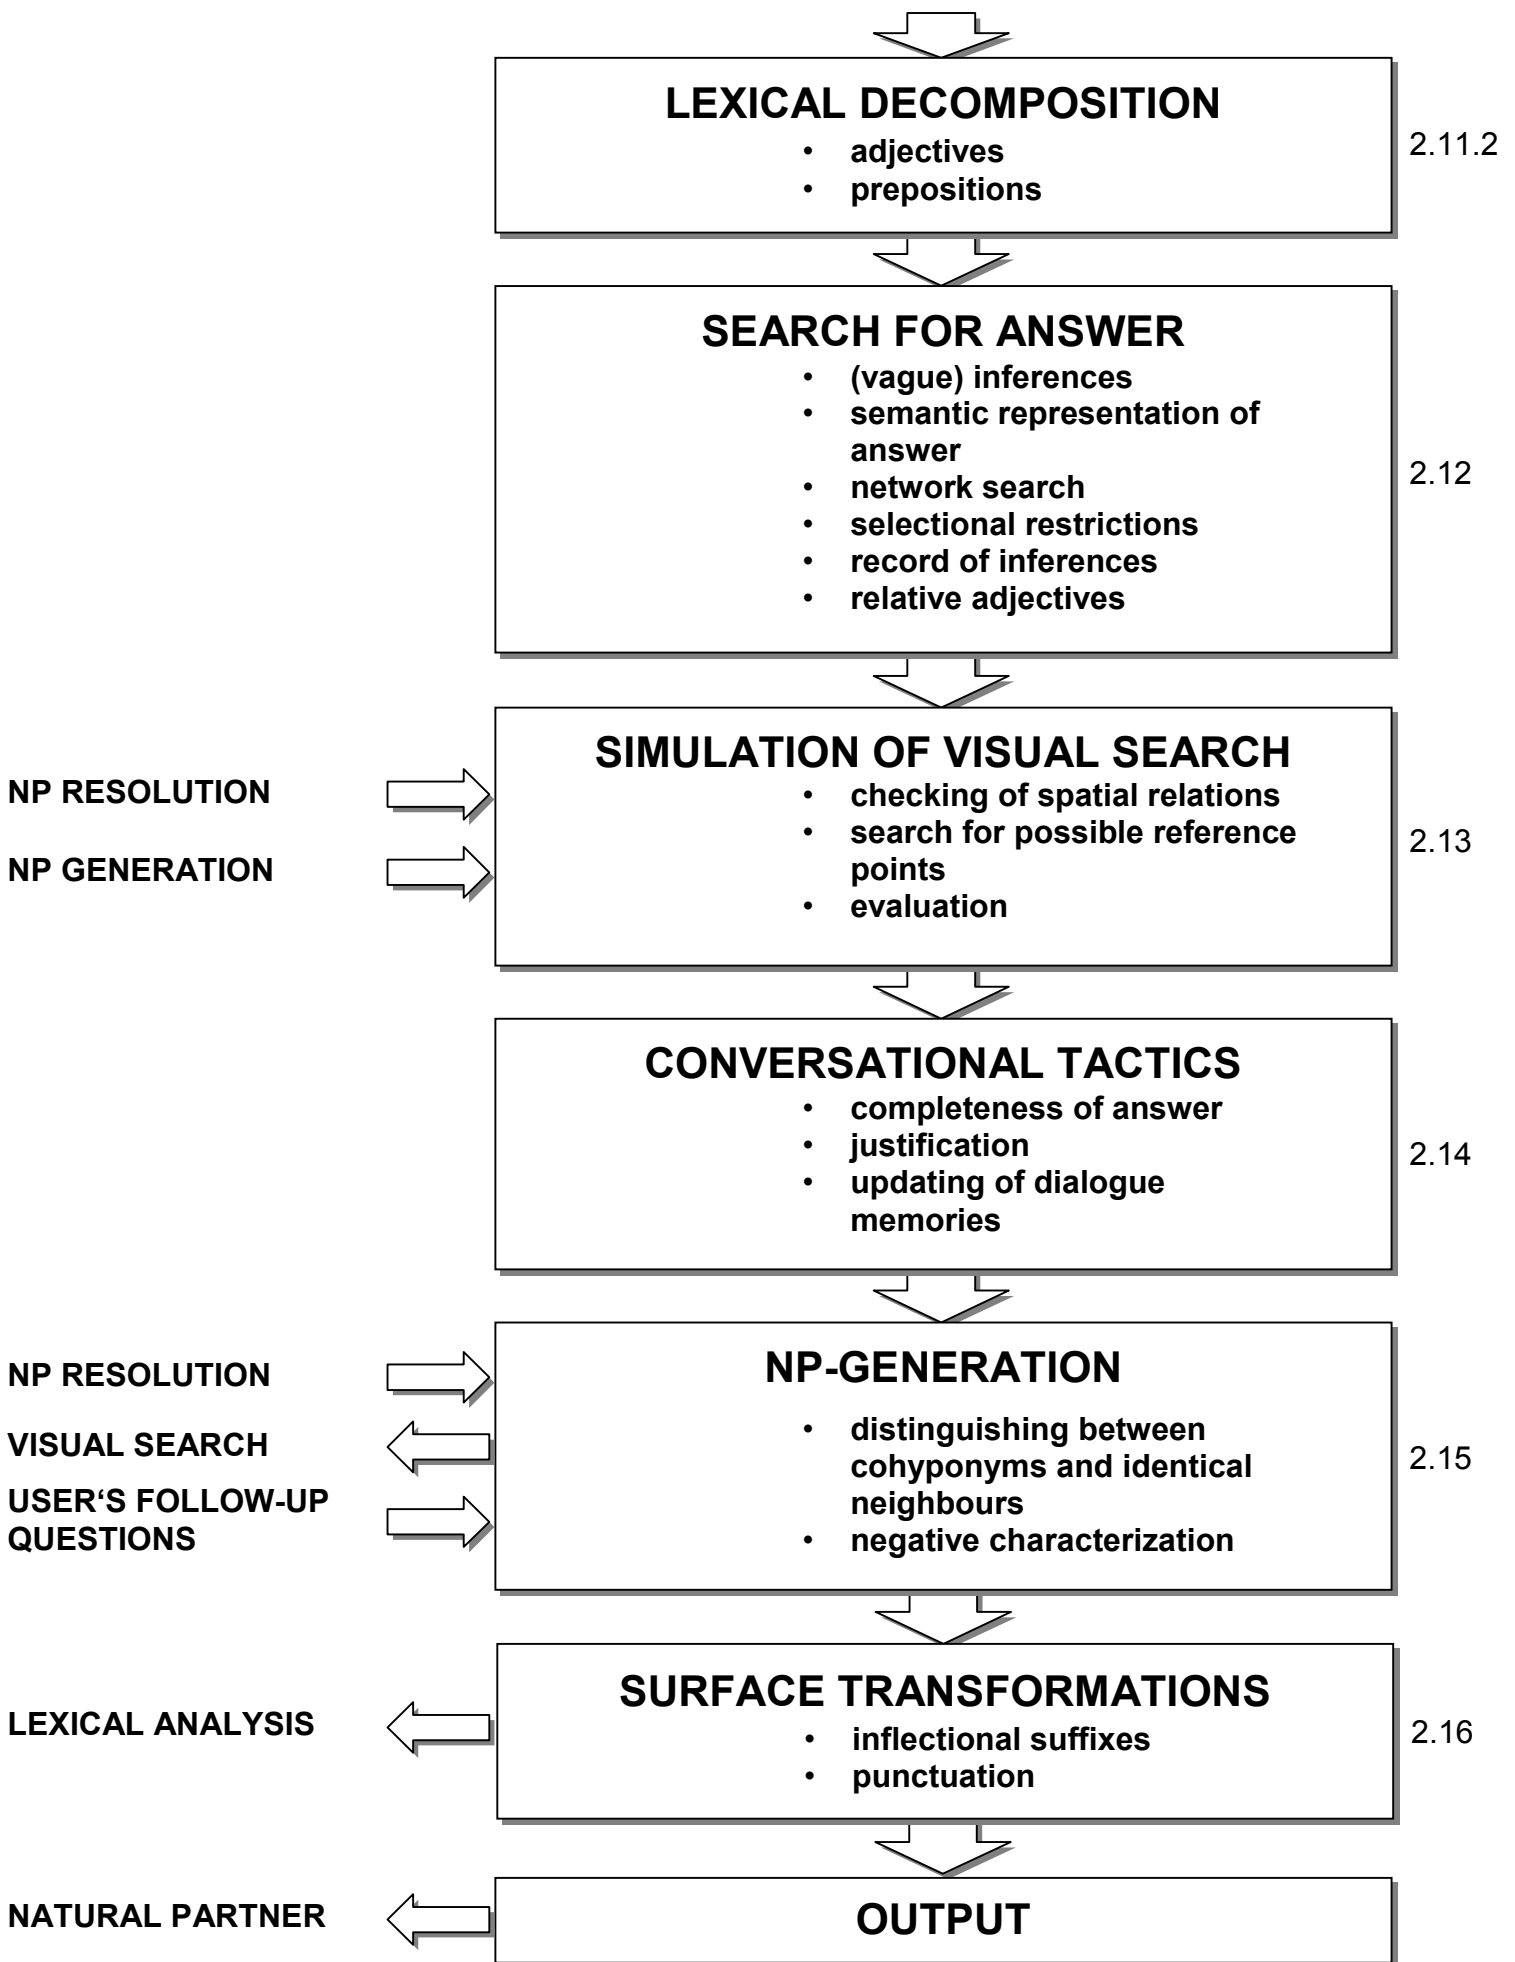 LEXICAL DECOMPOSITION
• adjectives
• prepositions
2.11.2
SEARCH FOR ANSWER
• (vague) inferences
• semantic representation of
answer
• network search
• selectional restrictions
• record of inferences
• relative adjectives
2.12
SIMULATION OF VISUAL SEARCH
• checking of spatial relations
• search for possible reference
points
• evaluation
NP RESOLUTION
NP GENERATION
2.13
CONVERSATIONAL TACTICS
• completeness of answer
• justification
• updating of dialogue
memories
2.14
NP-GENERATION
• distinguishing between
cohyponyms and identical
neighbours
• negative characterization
NP RESOLUTION
VISUAL SEARCH
USER‘S FOLLOW-UP
QUESTIONS
2.15
SURFACE TRANSFORMATIONS
• inflectional suffixes
• punctuation
LEXICAL ANALYSIS
2.16
NATURAL PARTNER
OUTPUT